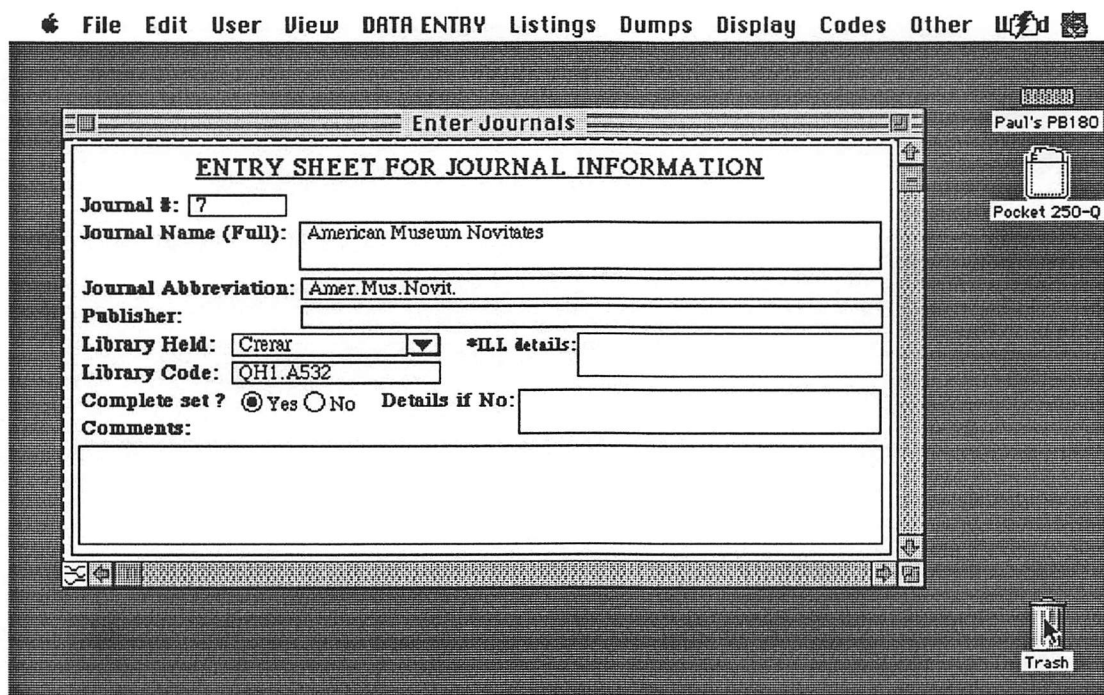 File Edit User View DATA ENTRY Listings Dumps Display Codes Other
Enter Journals
Paul's PB180
Pocket 250-Q
ENTRY SHEET FOR JOURNAL INFORMATION
Journal #: 7
Journal Name (Full): American Museum Novitates
Journal Abbreviation: Amer.Mus.Novit.
Publisher:
Library Held: Crerar *ILL details:
Library Code: QH1.A532
Complete set ? Yes No Details if No:
Comments:
Trash